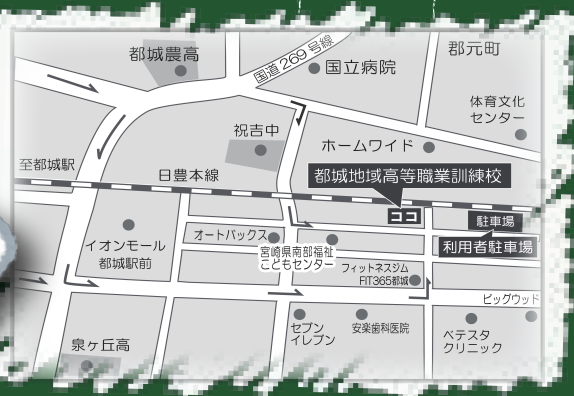 都城農高
国道269号線
国立病院
郡元町
体育文化
センター
祝吉中
ホームワイド
至都城駅
日豊本線
都城地域高等職業訓練校
ココ
駐車場
利用者駐車場
オートバックス
イオンモール
都城駅前
宮崎県南部福祉
こどもセンター
フィットネスジム
FIT365都城
ビッグウッド
セブン
イレブン
安楽歯科医院
ベテスタ
クリニック
泉ヶ丘高